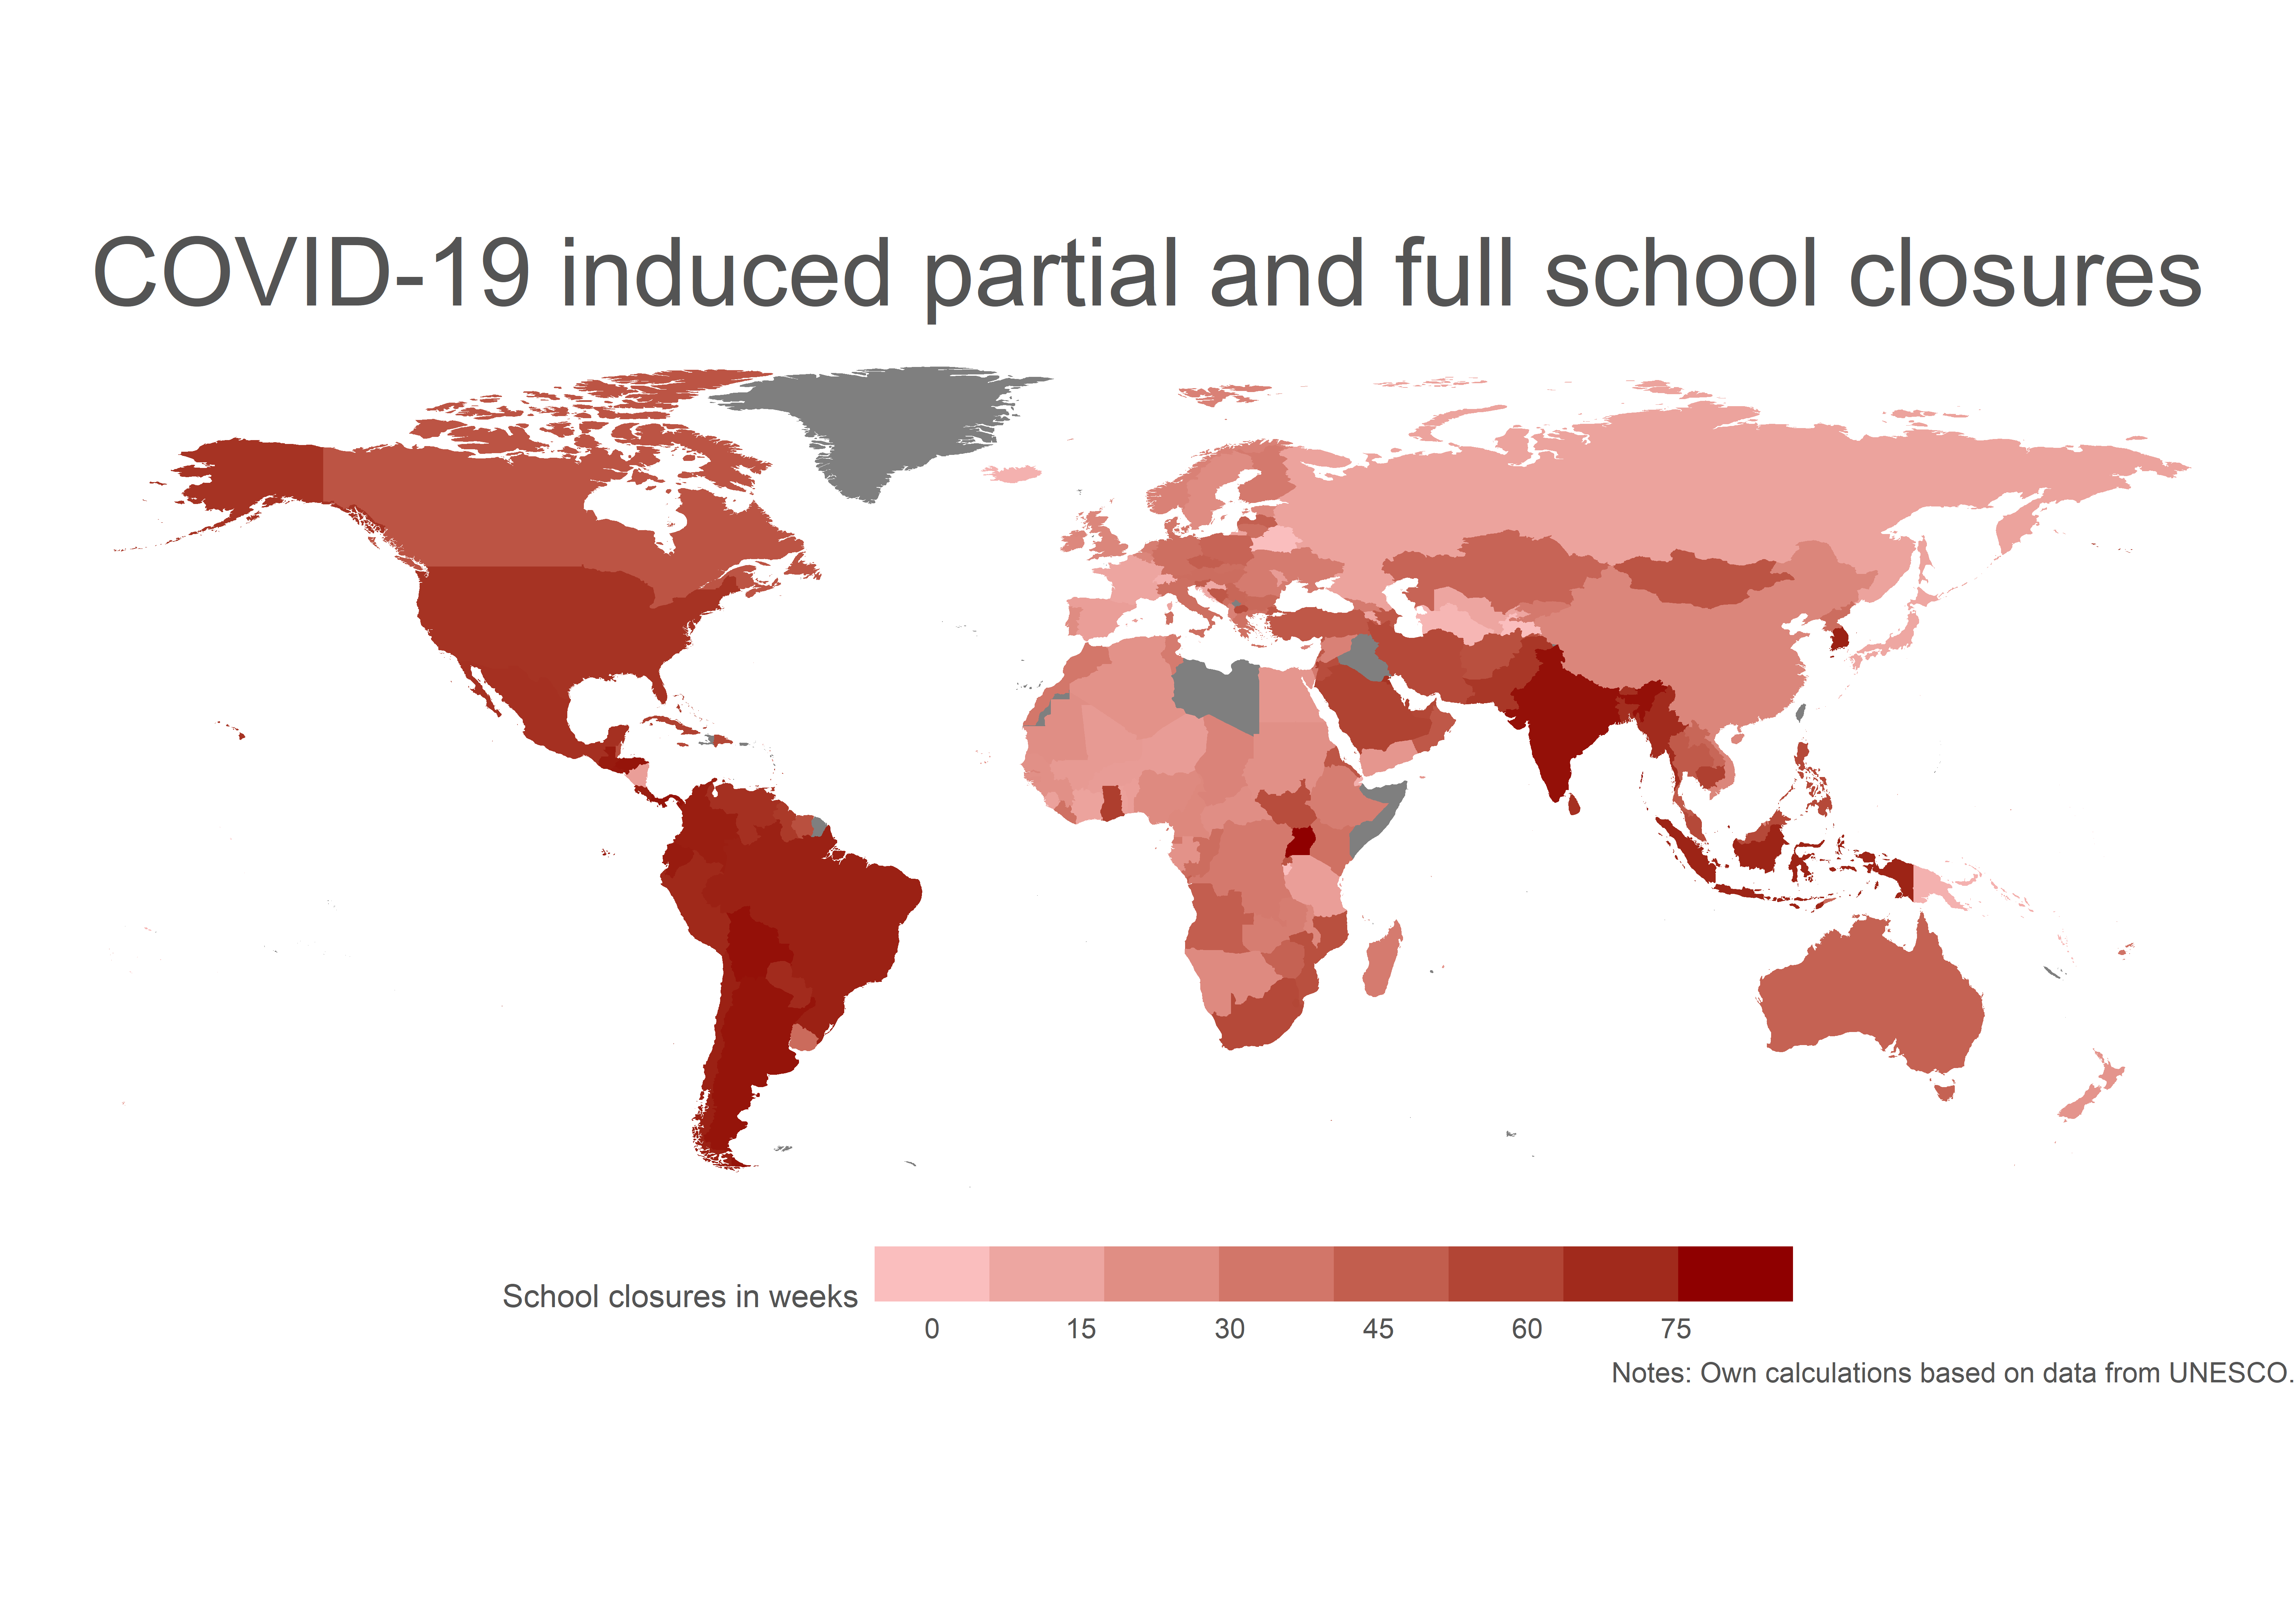 COVID-19 induced partial and full school closures
School closures in weeks
0 15 30 45 60 75
Notes: Own calculations based on data from UNESCO.